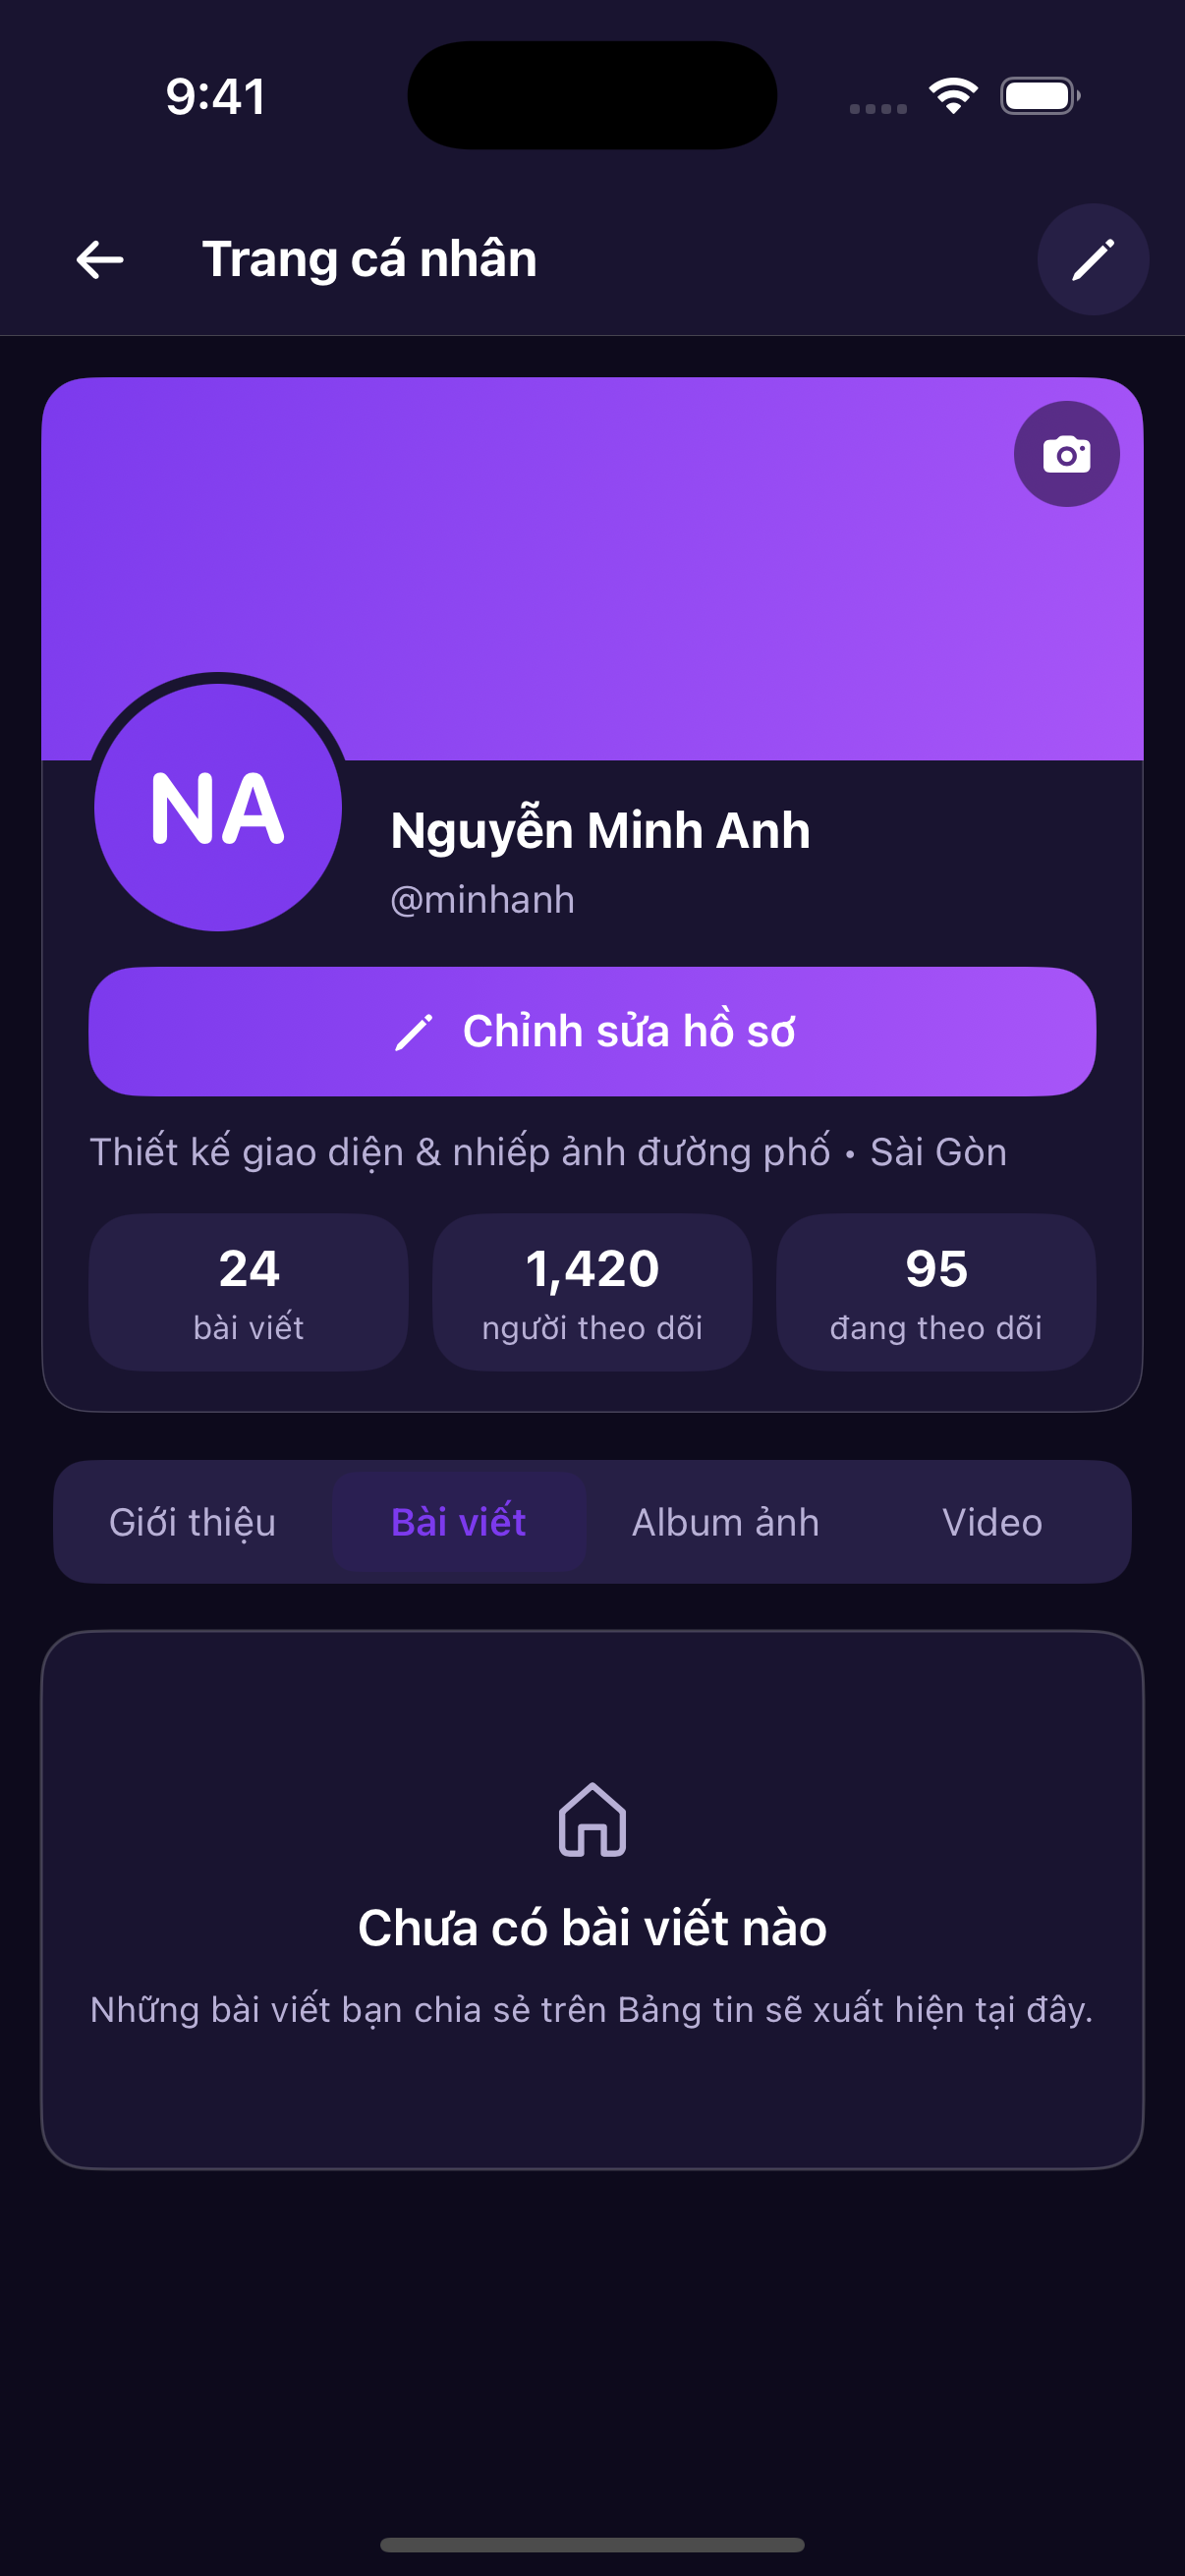 9:41
Trang cá nhân
NA
Nguyễn Minh Anh
@minhanh
Chỉnh sửa hồ sơ
Thiết kế giao diện & nhiếp ảnh đường phố • Sài Gòn
24
bài viết
1,420
người theo dõi
95
đang theo dõi
Giới thiệu
Bài viết
Album ảnh
Video
Chưa có bài viết nào
Những bài viết bạn chia sẻ trên Bảng tin sẽ xuất hiện tại đây.